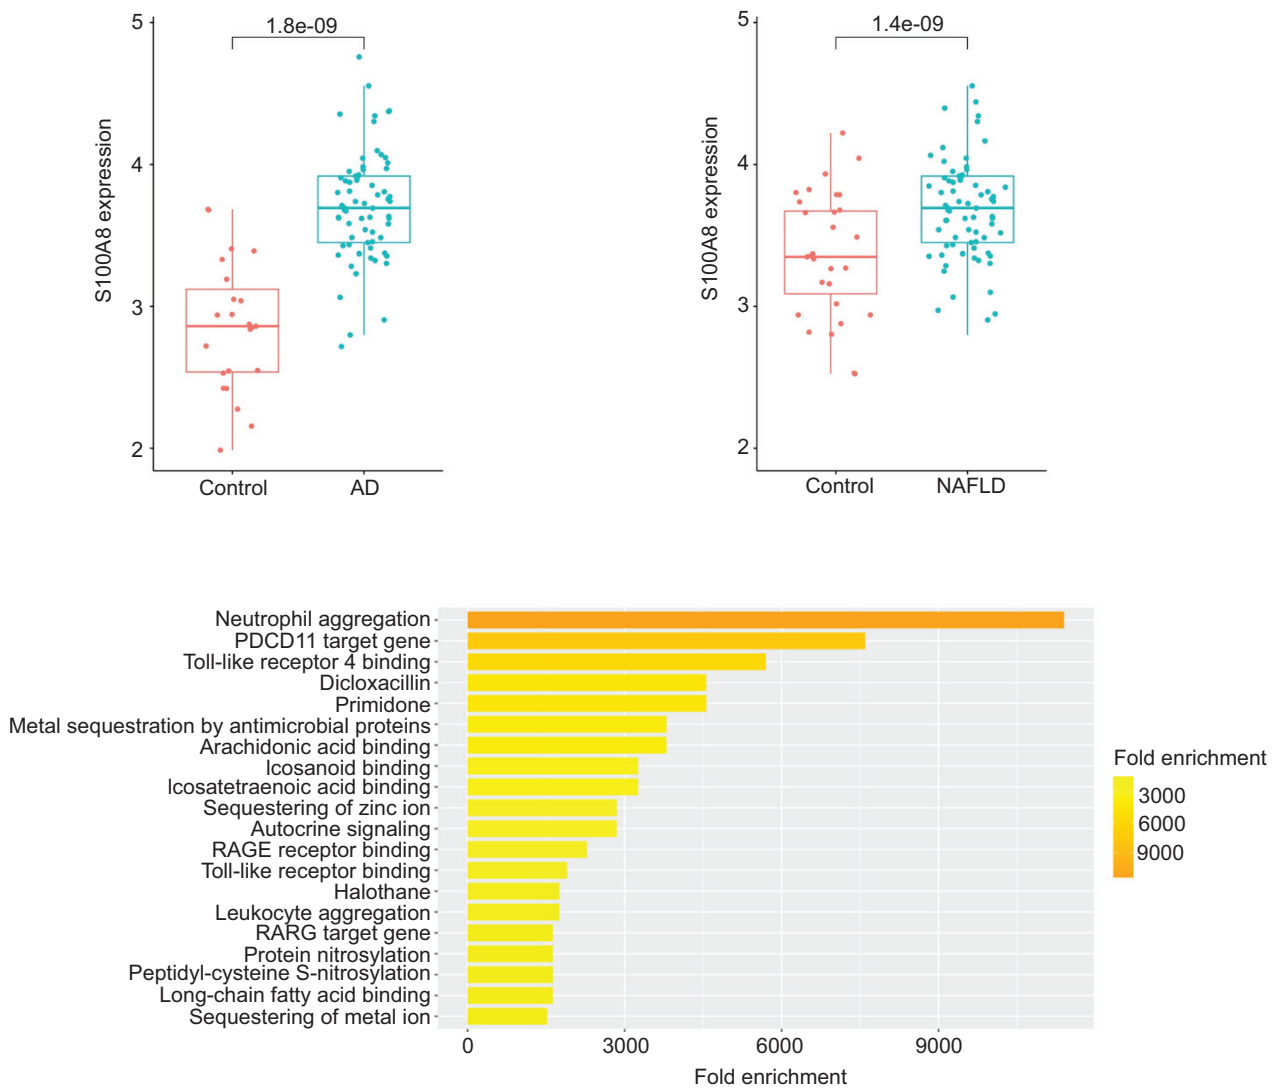 5
4
3
2
S100A8 expression
1.8e-09
Control
AD
5
4
3
2
S100A8 expression
1.4e-09
Control
NAFLD
Neutrophil aggregation
PDCD11 target gene
Toll-like receptor 4 binding
Dicloxacillin
Primidone
Metal sequestration by antimicrobial proteins
Arachidonic acid binding
Icosanoid binding
Icosatetraenoic acid binding
Sequestering of zinc ion
Autocrine signaling
RAGE receptor binding
Toll-like receptor binding
Halothane
Leukocyte aggregation
RARG target gene
Protein nitrosylation
Peptidyl-cysteine S-nitrosylation
Long-chain fatty acid binding
Sequestering of metal ion
0
3000
6000
9000
Fold enrichment
Fold enrichment
3000
6000
9000